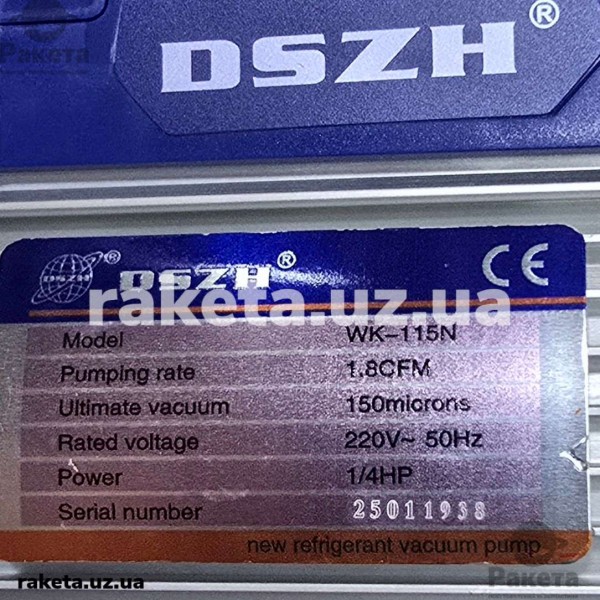 Ракета
DSZH®
DSZH ® DSZH ® CE
raketa.uz.ua
Model WK-115N
Pumping rate 1.8CFM
Ultimate vacuum 150microns
Rated voltage 220V~ 50Hz
Power 1/4HP
Serial number 25011938
new refrigerant vacuum pump
raketa.uz.ua
Ракета